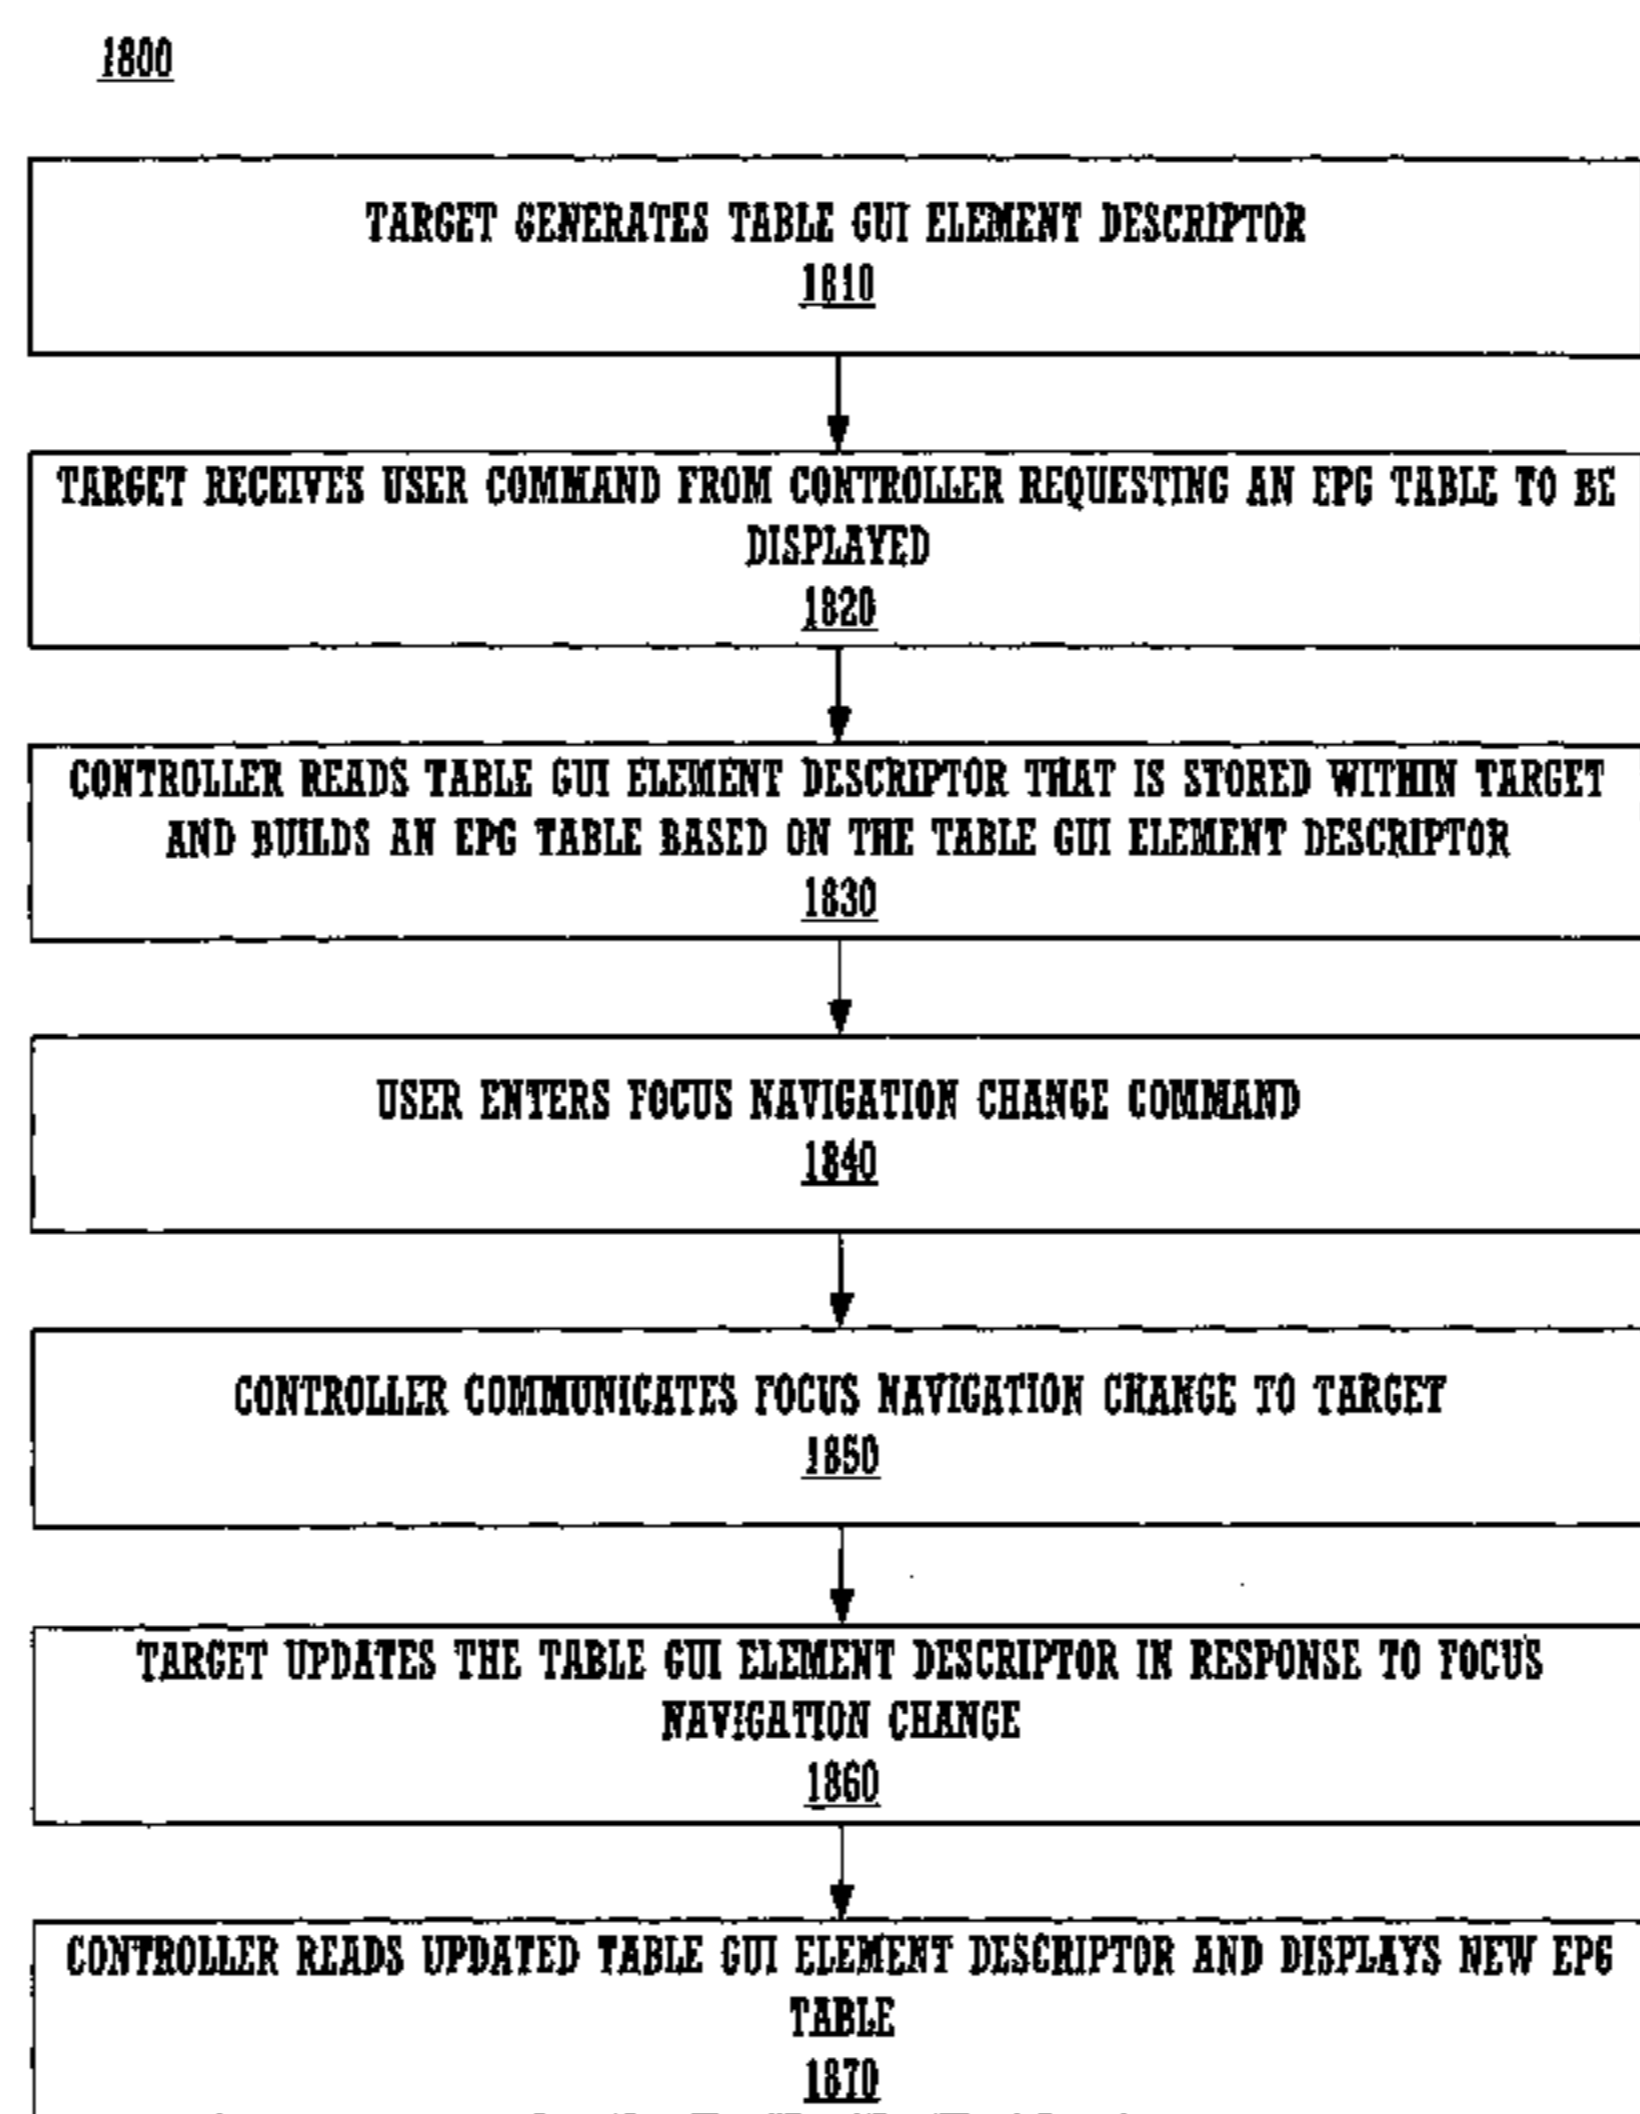 1800
TARGET GENERATES TABLE GUI ELEMENT DESCRIPTOR
1810
TARGET RECEIVES USER COMMAND FROM CONTROLLER REQUESTING AN EPG TABLE TO BE
DISPLAYED
1820
CONTROLLER READS TABLE GUI ELEMENT DESCRIPTOR THAT IS STORED WITHIN TARGET
AND BUILDS AN EPG TABLE BASED ON THE TABLE GUI ELEMENT DESCRIPTOR
1830
USER ENTERS FOCUS NAVIGATION CHANGE COMMAND
1840
CONTROLLER COMMUNICATES FOCUS NAVIGATION CHANGE TO TARGET
1850
TARGET UPDATES THE TABLE GUI ELEMENT DESCRIPTOR IN RESPONSE TO FOCUS
NAVIGATION CHANGE
1860
CONTROLLER READS UPDATED TABLE GUI ELEMENT DESCRIPTOR AND DISPLAYS NEW EPG
TABLE
1870